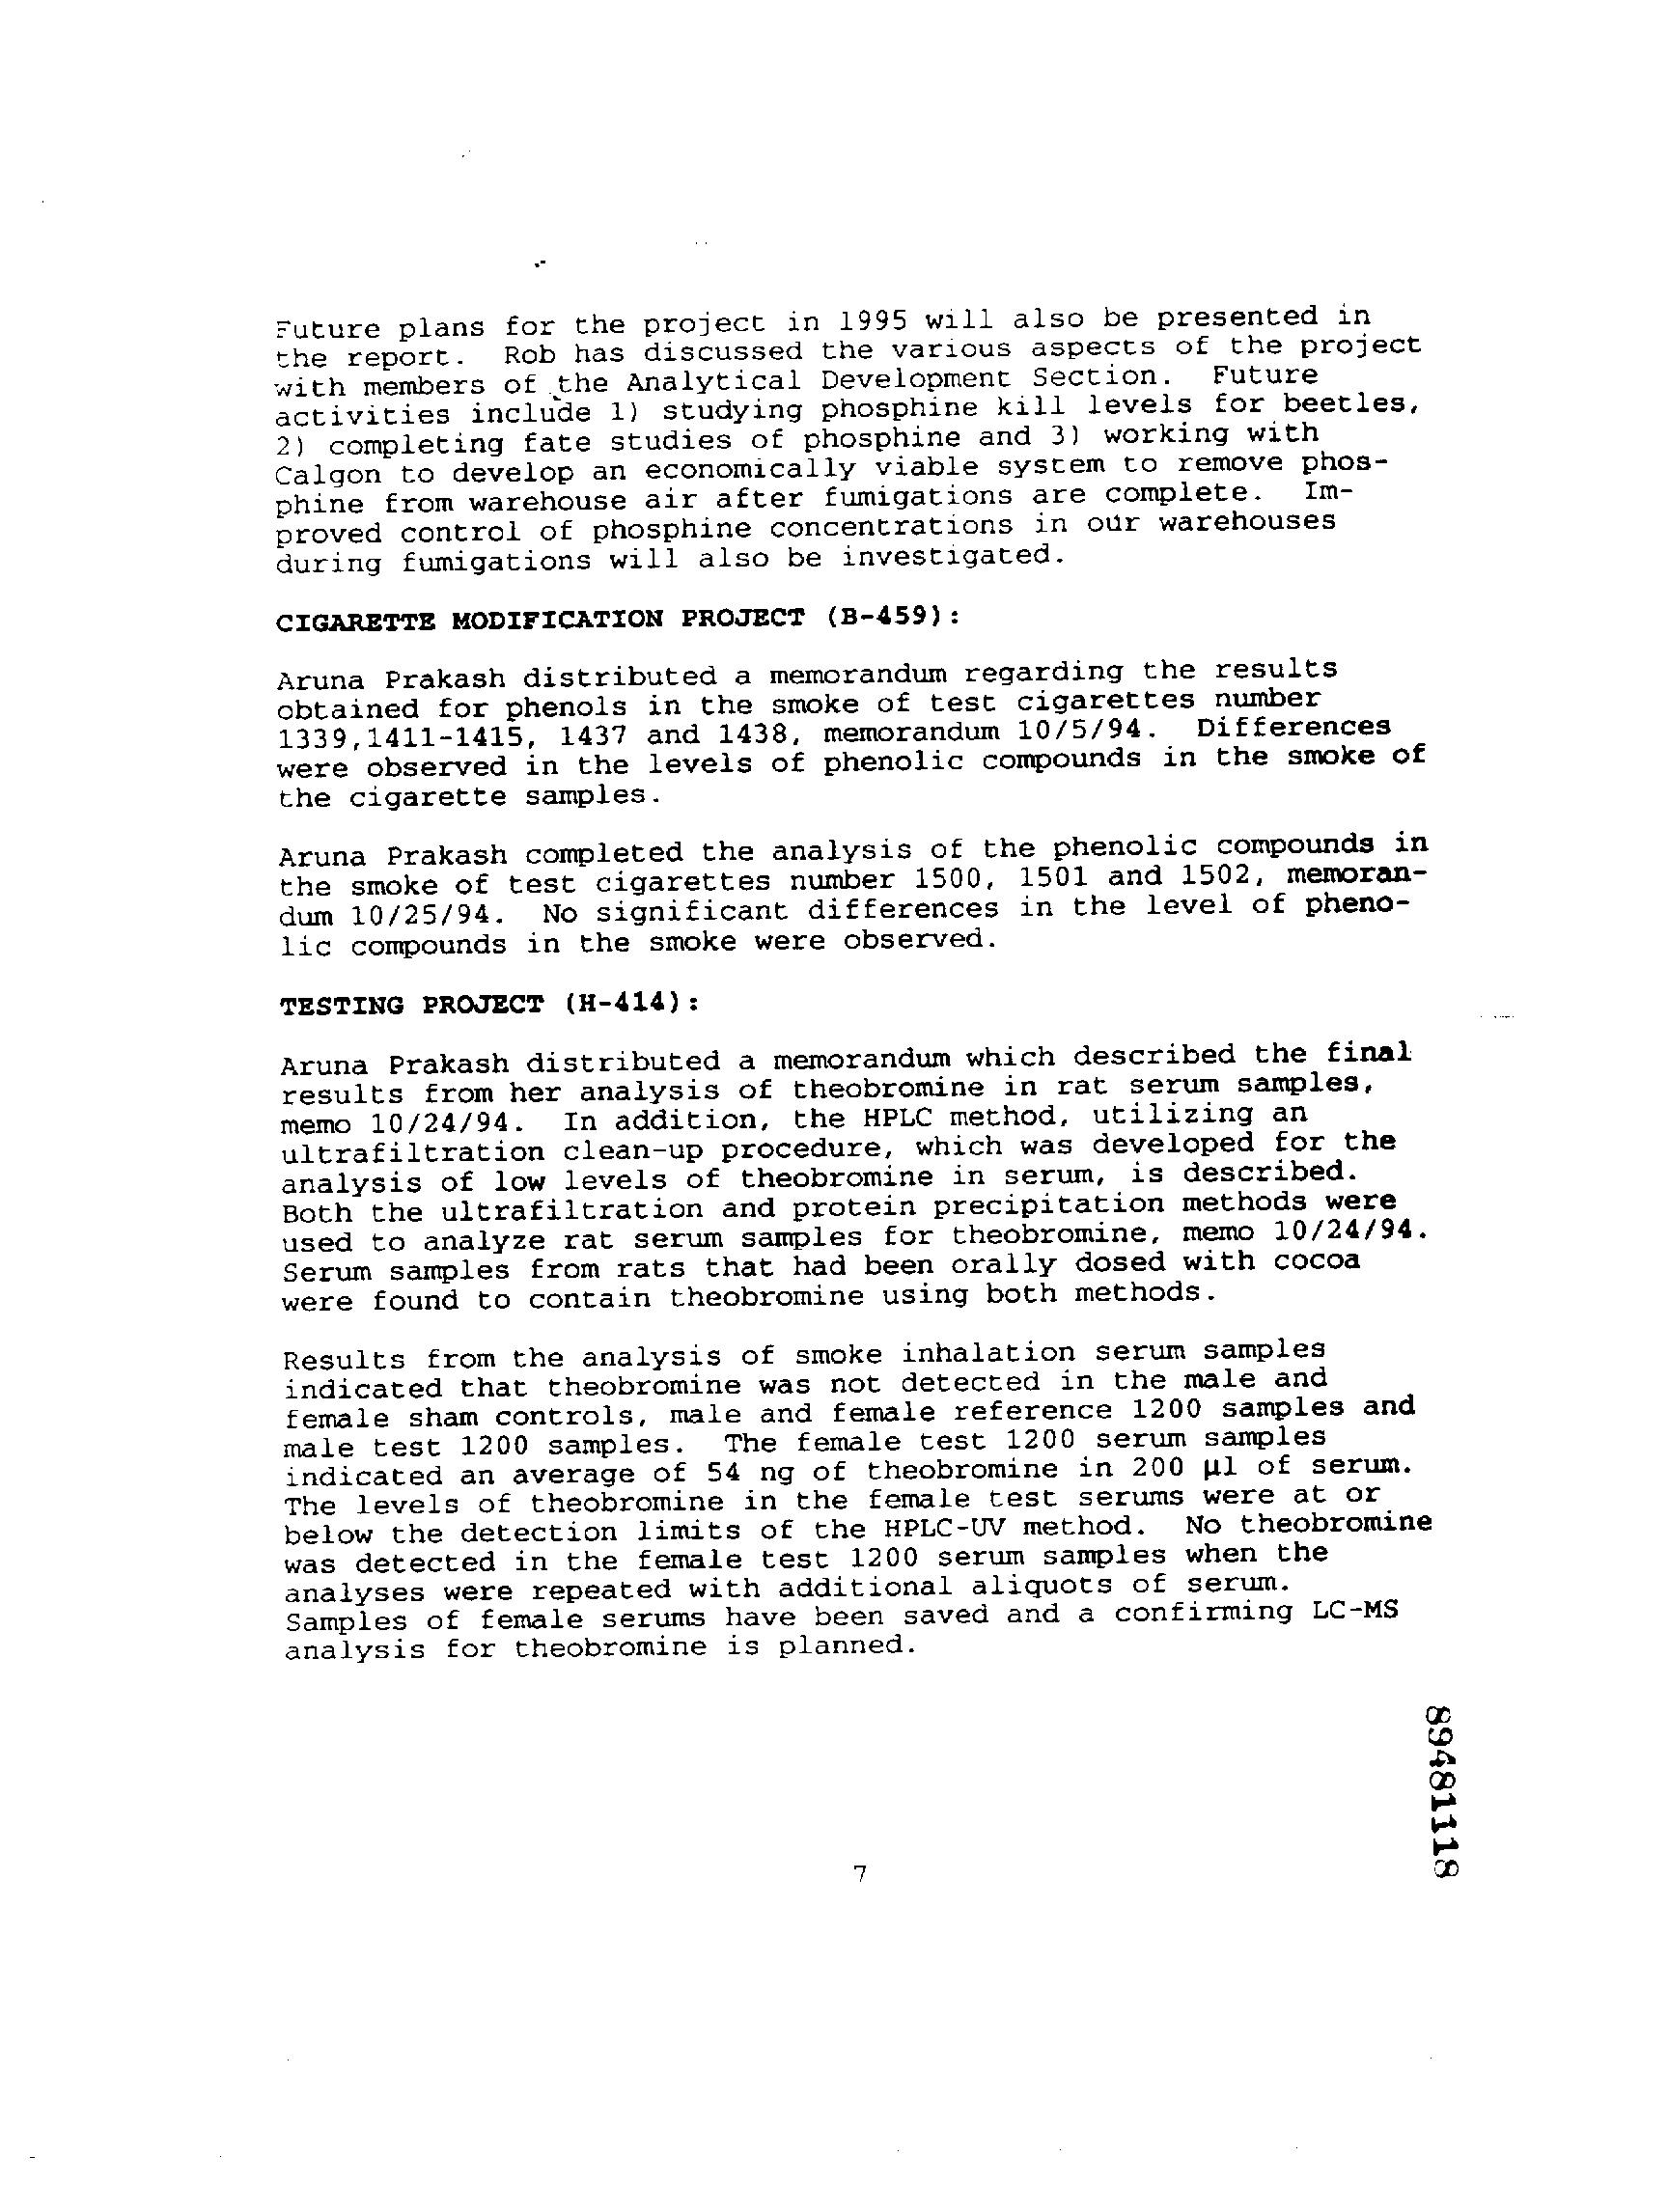 Future plans for the project in 1995 will also be presented in
the report. Rob has discussed the various aspects of the project
with members of the Analytical Development Section. Future
activities include 1) studying phosphine kill levels for beetles,
2) completing fate studies of phosphine and 3) working with
Calgon to develop an economically viable system to remove phos-
phine from warehouse air after fumigations are complete. Im-
proved control of phosphine concentrations in our warehouses
during fumigations will also be investigated.
CIGARETTE MODIFICATION PROJECT (B-459):
Aruna Prakash distributed a memorandum regarding the results
obtained for phenols in the smoke of test cigarettes number
1339,1411-1415, 1437 and 1438, memorandum 10/5/94. Differences
were observed in the levels of phenolic compounds in the smoke of
the cigarette samples.
Aruna Prakash completed the analysis of the phenolic compounds in
the smoke of test cigarettes number 1500, 1501 and 1502, memoran-
dum 10/25/94. No significant differences in the level of pheno-
lic compounds in the smoke were observed.
TESTING PROJECT (H-414):
Aruna Prakash distributed a memorandum which described the final
results from her analysis of theobromine in rat serum samples,
memo 10/24/94. In addition, the HPLC method, utilizing an
ultrafiltration clean-up procedure, which was developed for the
analysis of low levels of theobromine in serum, is described.
Both the ultrafiltration and protein precipitation methods were
used to analyze rat serum samples for theobromine, memo 10/24/94.
Serum samples from rats that had been orally dosed with cocoa
were found to contain theobromine using both methods.
Results from the analysis of smoke inhalation serum samples
indicated that theobromine was not detected in the male and
female sham controls, male and female reference 1200 samples and
male test 1200 samples. The female test 1200 serum samples
indicated an average of 54 ng of theobromine in 200 µl of serum.
The levels of theobromine in the female test serums were at or
below the detection limits of the HPLC-UV method. No theobromine
was detected in the female test 1200 serum samples when the
analyses were repeated with additional aliquots of serum.
Samples of female serums have been saved and a confirming LC-MS
analysis for theobromine is planned.
89481118
7